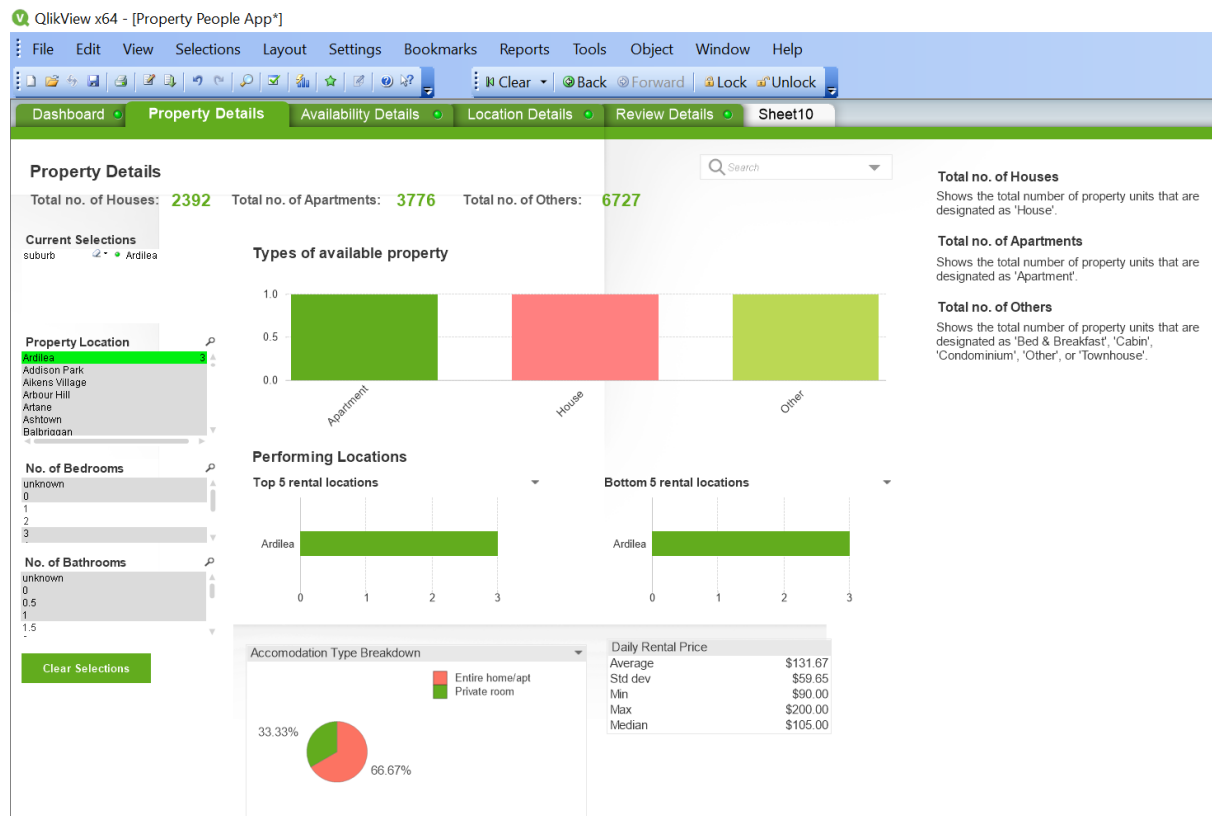 QlikView x64 - [Property People App*]
File Edit View Selections Layout Settings Bookmarks Reports Tools Object Window Help
Clear Back Forward Lock Unlock
Dashboard Property Details Availability Details Location Details Review Details Sheet10
Property Details
Search
Total no. of Houses: 2392 Total no. of Apartments: 3776 Total no. of Others: 6727
Current Selections
suburb Ardilea
Types of available property
1.0
0.5
0.0
Apartment House Other
Property Location
Ardilea 3
Addison Park
Aikens Village
Arbour Hill
Artane
Ashtown
Balbriggan
No. of Bedrooms
unknown
0
1
2
3
No. of Bathrooms
unknown
0
0.5
1
1.5
Clear Selections
Performing Locations
Top 5 rental locations
Ardilea
0 1 2 3
Bottom 5 rental locations
Ardilea
0 1 2 3
Accomodation Type Breakdown
Entire home/apt
Private room
33.33%
66.67%
Daily Rental Price
Average $131.67
Std dev $59.65
Min $90.00
Max $200.00
Median $105.00
Total no. of Houses
Shows the total number of property units that are
designated as 'House'.
Total no. of Apartments
Shows the total number of property units that are
designated as 'Apartment'.
Total no. of Others
Shows the total number of property units that are
designated as 'Bed & Breakfast', 'Cabin',
'Condominium', 'Other', or 'Townhouse'.